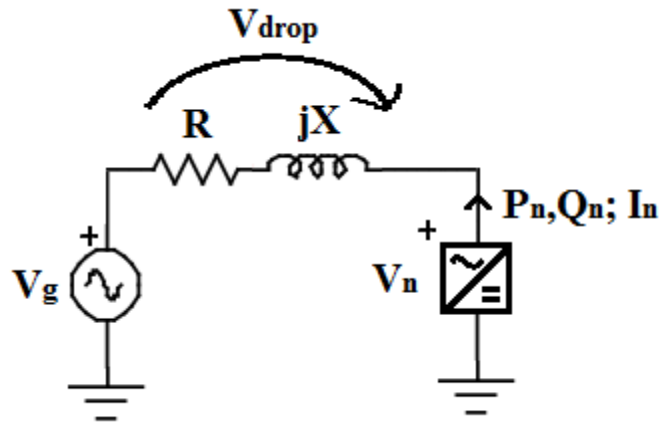 Vdrop
R jX
+ Pn,Qn; In
+
Vg Vn